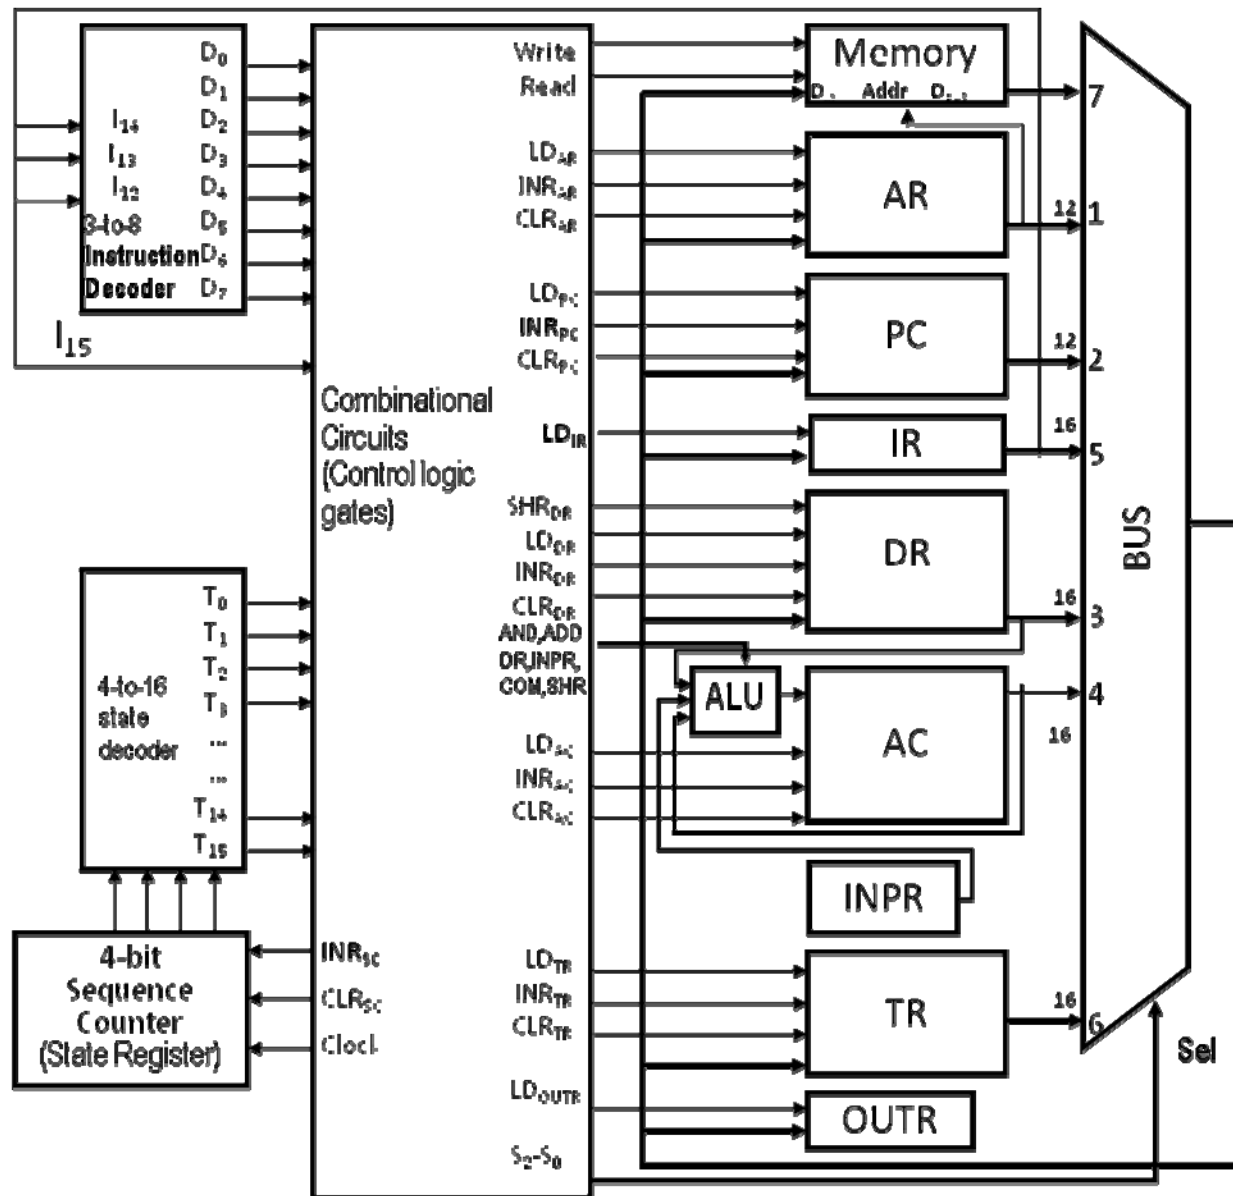 D0
D1
I14 D2
I13 D3
I12 D4
3-to-8 D5
Instruction D6
Decoder D7
I15
Combinational
Circuits
(Control logic
gates)
Write
Read
LDAR
INRAR
CLRAR
LDPC
INRPC
CLRPC
LDIR
SHRDR
LDDR
INRDR
CLRDR
AND,ADD
DR,INPR,
COM,SHR
LDAC
INRAC
CLRAC
LDTR
INRTR
CLRTR
LDOUTR
S2-S0
T0
T1
T2
T3
...
...
T14
T15
4-to-16
state
decoder
4-bit
Sequence
Counter
(State Register)
INRSC
CLRSC
Clock
Memory
Addr
AR
PC
IR
DR
ALU
AC
INPR
TR
OUTR
7
12 1
12 2
16 5
16 3
4
16
16 6
BUS
Sel